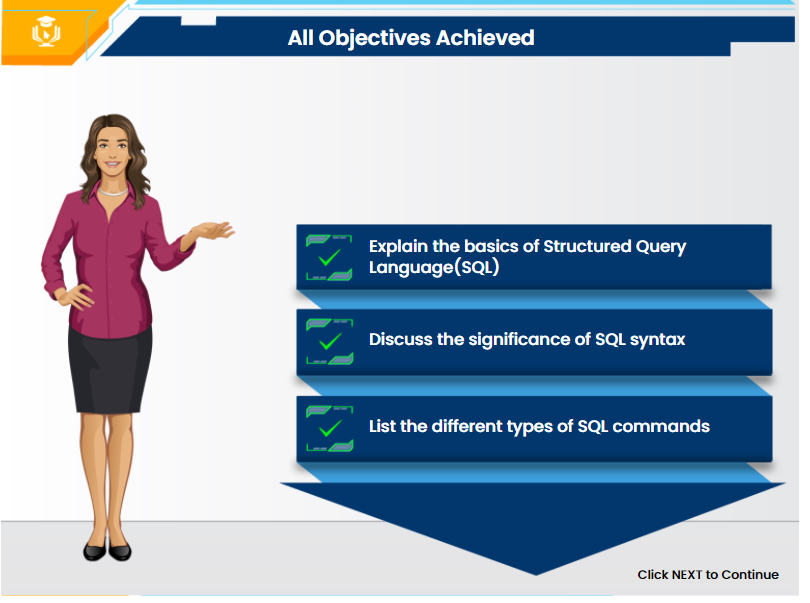 All Objectives Achieved
Explain the basics of Structured Query
Language(SQL)
Discuss the significance of SQL syntax
List the different types of SQL commands
Click NEXT to Continue